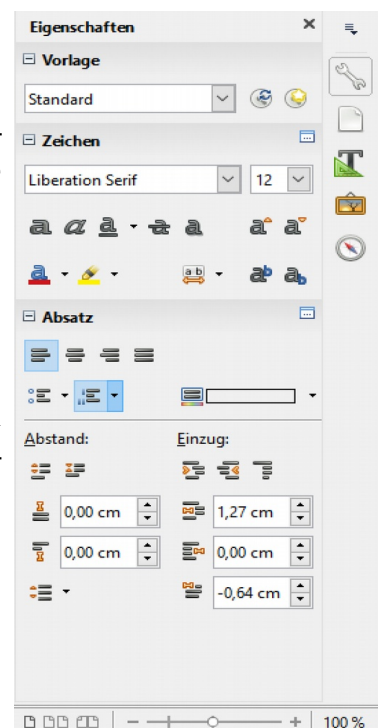 Eigenschaften
Vorlage
Standard
Zeichen
Liberation Serif 12
Absatz
Abstand: Einzug:
0,00 cm 1,27 cm
0,00 cm 0,00 cm
-0,64 cm
100 %